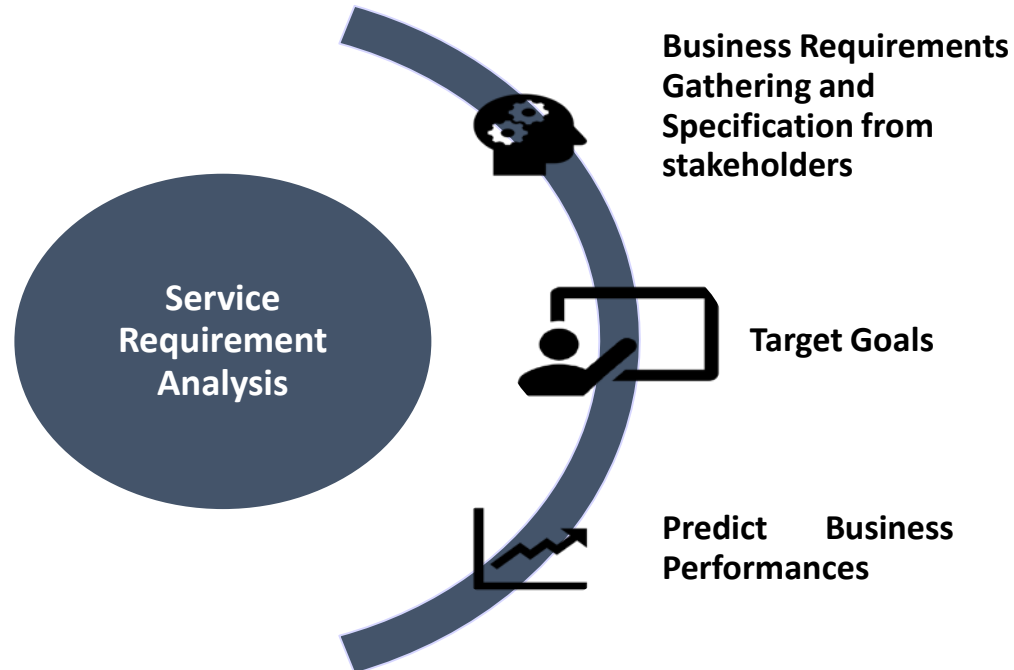 Business Requirements
Gathering and
Specification from
stakeholders
Service
Requirement
Analysis
Target Goals
Predict Business
Performances